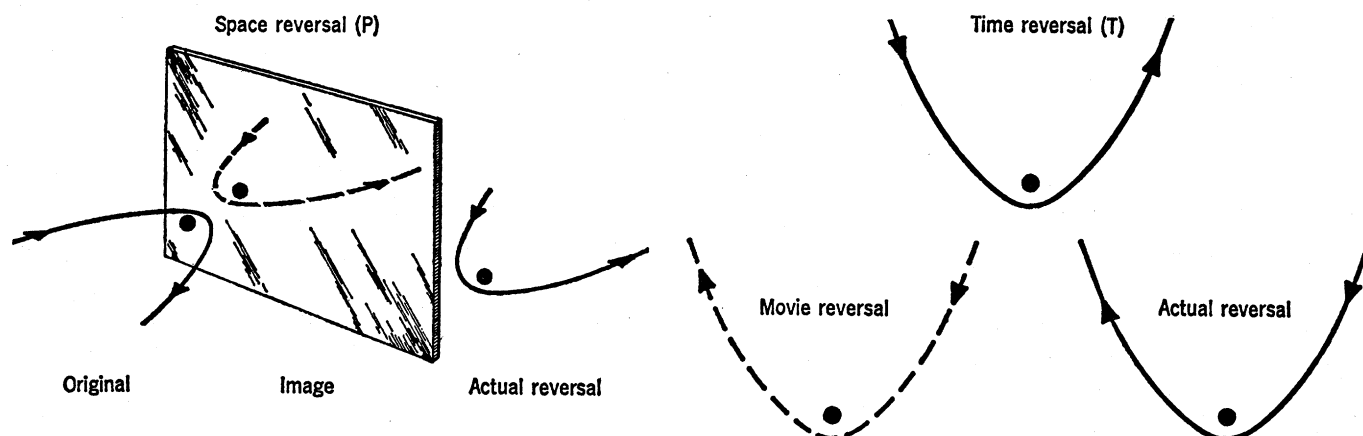 Space reversal (P)
Original
Image
Actual reversal
Time reversal (T)
Movie reversal
Actual reversal